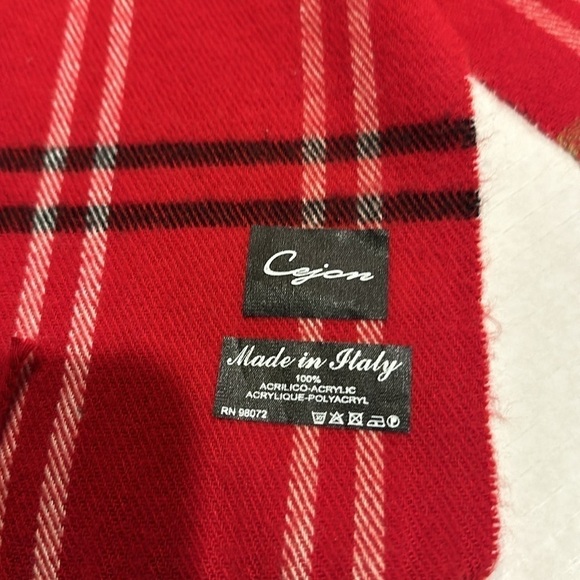 Cejon
Made in Italy
100%
ACRILICO-ACRYLIC
ACRYLIQUE-POLYACRYL
RN 98072